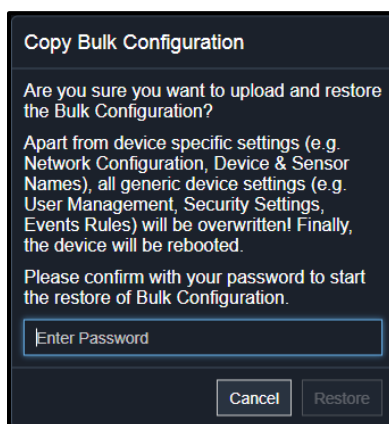 Copy Bulk Configuration
Are you sure you want to upload and restore
the Bulk Configuration?
Apart from device specific settings (e.g.
Network Configuration, Device & Sensor
Names), all generic device settings (e.g.
User Management, Security Settings,
Events Rules) will be overwritten! Finally,
the device will be rebooted.
Please confirm with your password to start
the restore of Bulk Configuration.
Enter Password
Cancel Restore